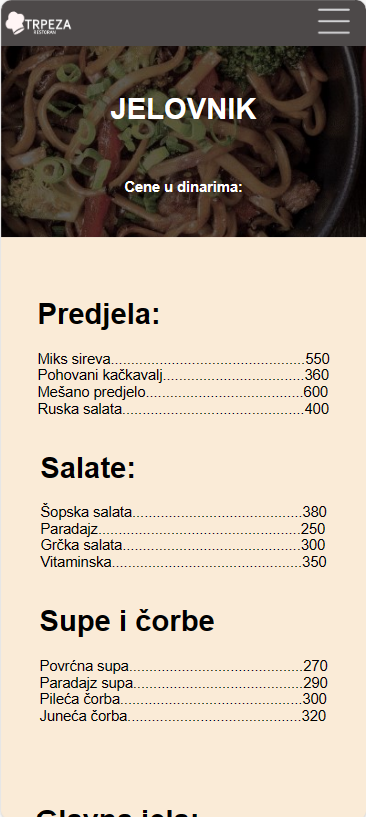 TRPEZA
RESTORAN
JELOVNIK
Cene u dinarima:
Predjela:
Miks sireva...............................................550
Pohovani kačkavalj..................................360
Mešano predjelo......................................600
Ruska salata............................................400
Salate:
Šopska salata.........................................380
Paradajz.................................................250
Grčka salata...........................................300
Vitaminska..............................................350
Supe i čorbe
Povrćna supa..........................................270
Paradajz supa.........................................290
Pileća čorba............................................300
Juneća čorba..........................................320
Glavna jela: